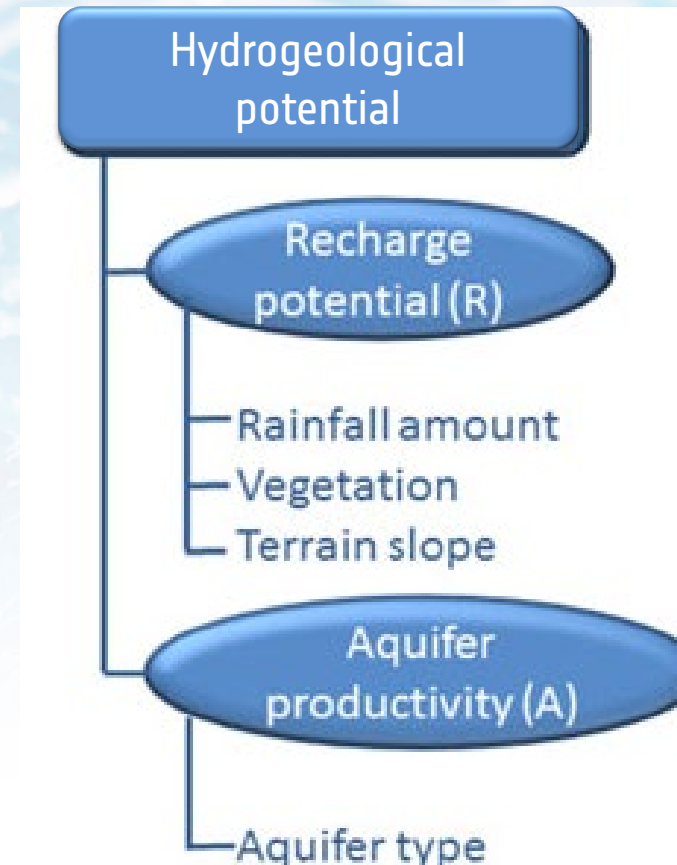 Hydrogeological
potential
Recharge
potential (R)
Rainfall amount
Vegetation
Terrain slope
Aquifer
productivity (A)
Aquifer type